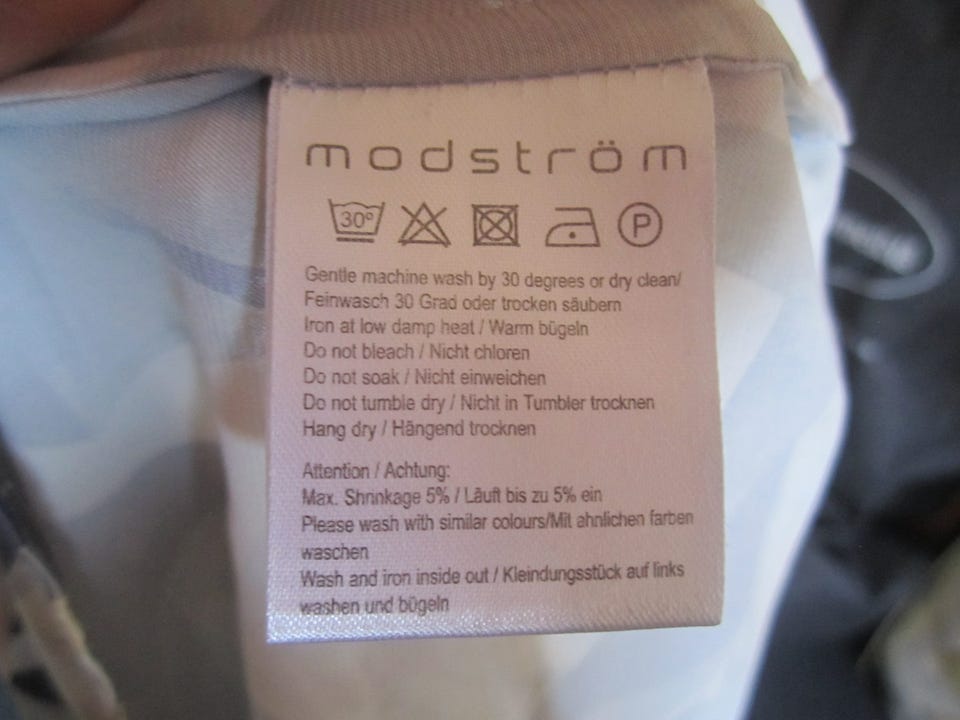 modström
30° P
Gentle machine wash by 30 degrees or dry clean/
Feinwasch 30 Grad oder trocken säubern
Iron at low damp heat / Warm bügeln
Do not bleach / Nicht chloren
Do not soak / Nicht einweichen
Do not tumble dry / Nicht in Tumbler trocknen
Hang dry / Hängend trocknen
Attention / Achtung:
Max. Shrinkage 5% / Läuft bis zu 5% ein
Please wash with similar colours/Mit ähnlichen farben
waschen
Wash and iron inside out / Kleindungsstück auf links
washen und bügeln